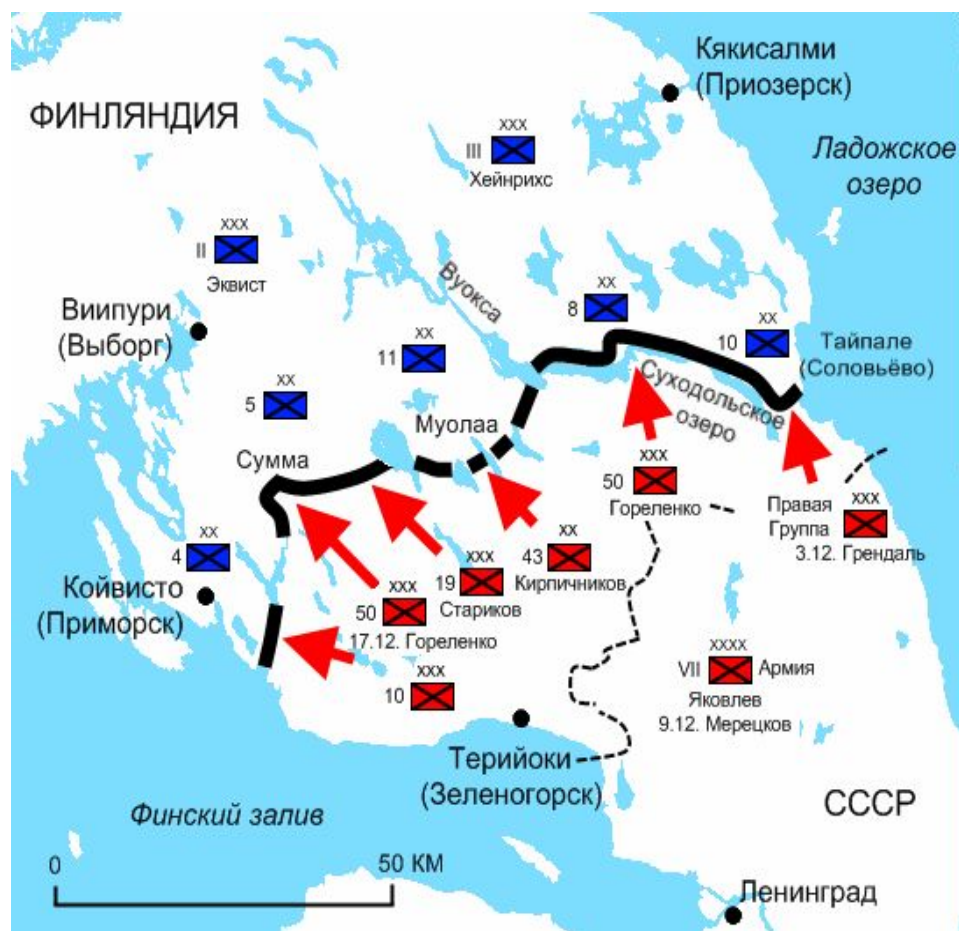 Кякисалми
(Приозерск)
ФИНЛЯНДИЯ
xxx
III
Хейнрихс
Ладожское
озеро
xxx
II
Эквист
Вуокса
Виипури
(Выборг)
xx
8
xx
10
Тайпале
(Соловьёво)
xx
11
xx
5
Суходольское
озеро
Муолаа
Сумма
xxx
50
Гореленко
Правая
Группа
xxx
3.12. Грендаль
xx
4
xx
43
Кирпичников
xxx
19
Стариков
Койвисто
(Приморск)
xxx
50
17.12. Гореленко
xxx
10
xxxx
VII
Армия
Яковлев
9.12. Мерецков
Терийоки
(Зеленогорск)
СССР
Финский залив
0
50 КМ
Ленинград